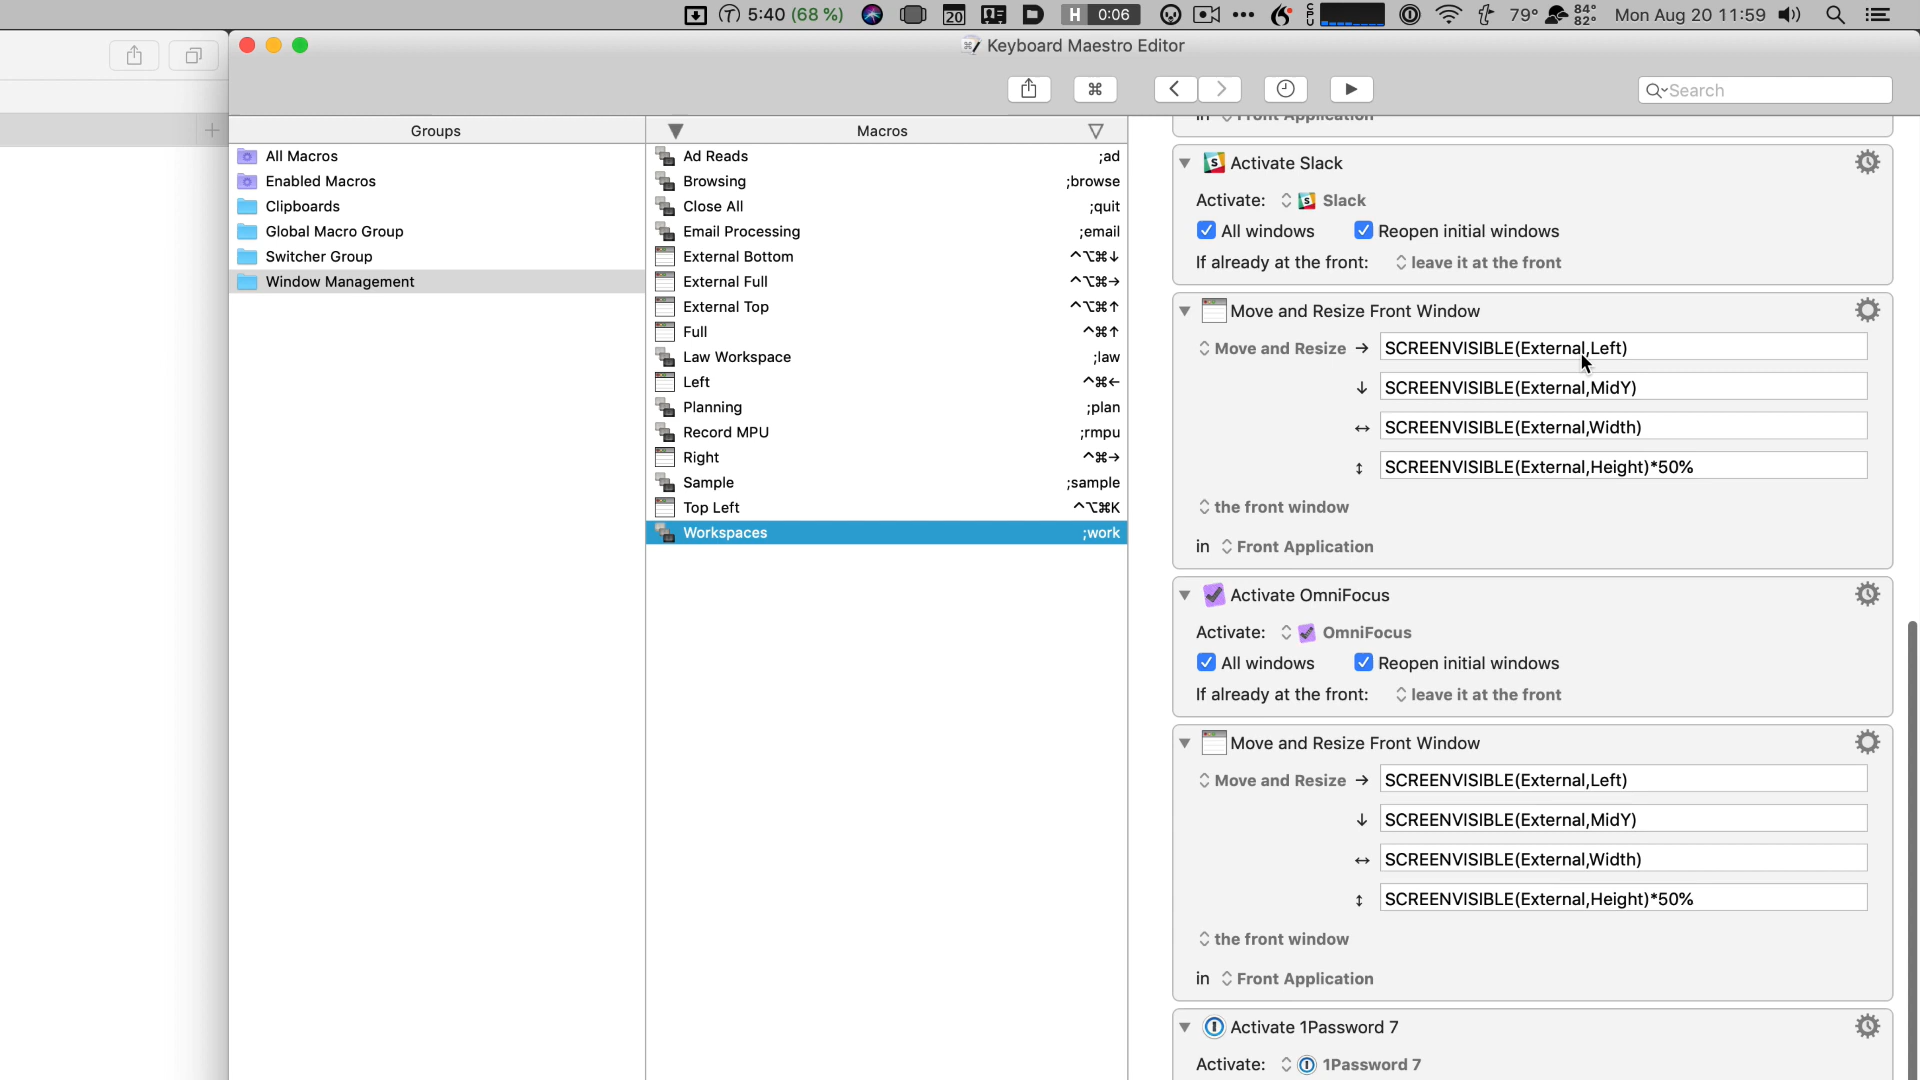 5:40 (68 %) 20 H 0:06 CPU 79° 84° 82° Mon Aug 20 11:59
Keyboard Maestro Editor
Search
Groups
All Macros
Enabled Macros
Clipboards
Global Macro Group
Switcher Group
Window Management
Macros
Ad Reads ;ad
Browsing ;browse
Close All ;quit
Email Processing ;email
External Bottom ^⌥⌘↓
External Full ^⌥⌘→
External Top ^⌥⌘↑
Full ^⌘↑
Law Workspace ;law
Left ^⌘←
Planning ;plan
Record MPU ;rmpu
Right ^⌘→
Sample ;sample
Top Left ^⌥⌘K
Workspaces ;work
in Front Application
Activate Slack
Activate: Slack
All windows Reopen initial windows
If already at the front: leave it at the front
Move and Resize Front Window
Move and Resize → SCREENVISIBLE(External,Left)
↓ SCREENVISIBLE(External,MidY)
↔ SCREENVISIBLE(External,Width)
↕ SCREENVISIBLE(External,Height)*50%
the front window
in Front Application
Activate OmniFocus
Activate: OmniFocus
All windows Reopen initial windows
If already at the front: leave it at the front
Move and Resize Front Window
Move and Resize → SCREENVISIBLE(External,Left)
↓ SCREENVISIBLE(External,MidY)
↔ SCREENVISIBLE(External,Width)
↕ SCREENVISIBLE(External,Height)*50%
the front window
in Front Application
Activate 1Password 7
Activate: 1Password 7